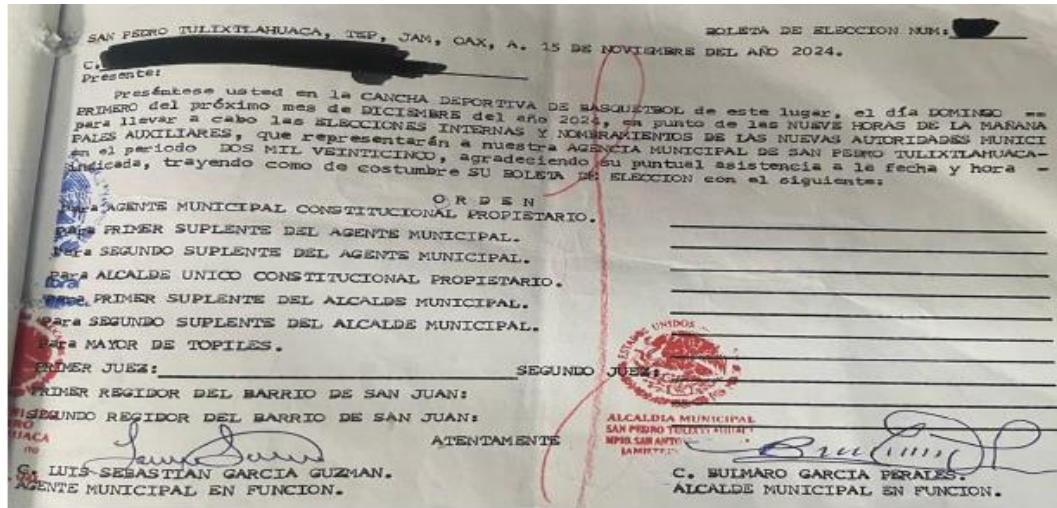 BOLETA DE ELECCION NUM:
SAN PEDRO TULIXTLAHUACA, TEP, JAM, OAX, A. 15 DE NOVIEMBRE DEL AÑO 2024.
C.
Presente:
Preséntese usted en la CANCHA DEPORTIVA DE BASQUETBOL de este lugar, el día DOMINGO --
PRIMERO del próximo mes de DICIEMBRE del año 2024, en punto de las NUEVE HORAS DE LA MAÑANA
para llevar a cabo las ELECCIONES INTERNAS Y NOMBRAMIENTOS DE LAS NUEVAS AUTORIDADES MUNICI
PALES AUXILIARES, que representarán a nuestra AGENCIA MUNICIPAL DE SAN PEDRO TULIXTLAHUACA-
en el periodo DOS MIL VEINTICINCO, agradeciendo su puntual asistencia a le fecha y hora -
indicada, trayendo como de costumbre SU BOLETA DE ELECCION con el siguiente:
O R D E N
Para AGENTE MUNICIPAL CONSTITUCIONAL PROPIETARIO.
Para PRIMER SUPLENTE DEL AGENTE MUNICIPAL.
Para SEGUNDO SUPLENTE DEL AGENTE MUNICIPAL.
Para ALCALDE UNICO CONSTITUCIONAL PROPIETARIO.
Para PRIMER SUPLENTE DEL ALCALDE MUNICIPAL.
Para SEGUNDO SUPLENTE DEL ALCALDE MUNICIPAL.
Para MAYOR DE TOPILES.
PRIMER JUEZ: SEGUNDO JUEZ:
PRIMER REGIDOR DEL BARRIO DE SAN JUAN:
SEGUNDO REGIDOR DEL BARRIO DE SAN JUAN:
ATENTAMENTE
UNIDOS
ALCALDIA MUNICIPAL
SAN PEDRO
C. LUIS SEBASTIAN GARCIA GUZMAN.
AGENTE MUNICIPAL EN FUNCION.
C. BULMARO GARCIA PERALES.
ALCALDE MUNICIPAL EN FUNCION.